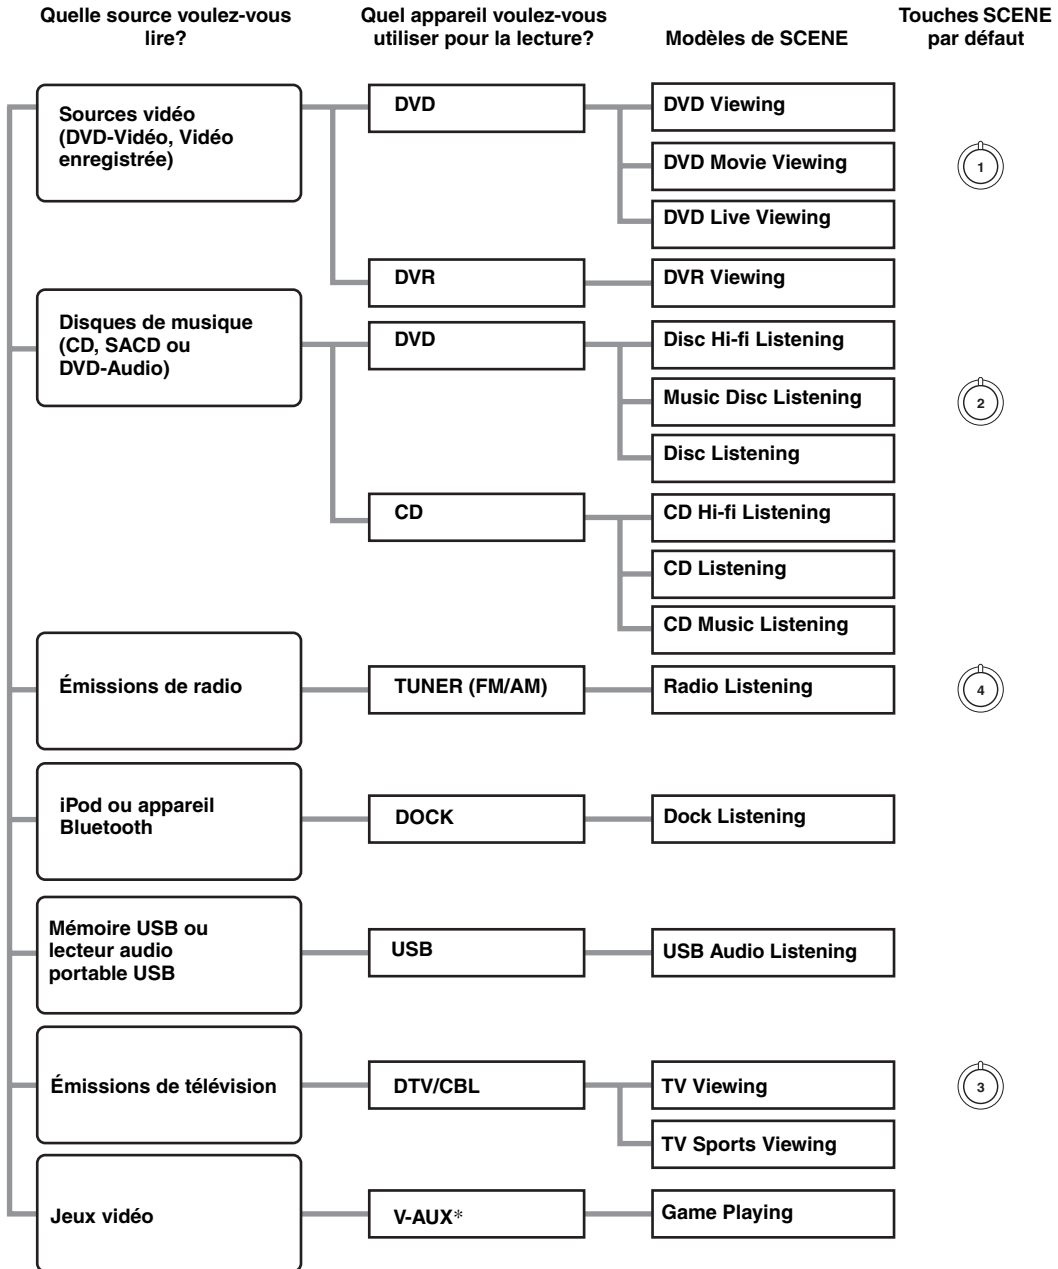 Quelle source voulez-vous
lire?
Quel appareil voulez-vous
utiliser pour la lecture?
Modèles de SCENE
Touches SCENE
par défaut
Sources vidéo
(DVD-Vidéo, Vidéo
enregistrée)
DVD
DVD Viewing
DVD Movie Viewing
1
DVD Live Viewing
DVR
DVR Viewing
Disques de musique
(CD, SACD ou
DVD-Audio)
DVD
Disc Hi-fi Listening
Music Disc Listening
2
Disc Listening
CD
CD Hi-fi Listening
CD Listening
CD Music Listening
Émissions de radio
TUNER (FM/AM)
Radio Listening
4
iPod ou appareil
Bluetooth
DOCK
Dock Listening
Mémoire USB ou
lecteur audio
portable USB
USB
USB Audio Listening
Émissions de télévision
DTV/CBL
TV Viewing
3
TV Sports Viewing
Jeux vidéo
V-AUX*
Game Playing